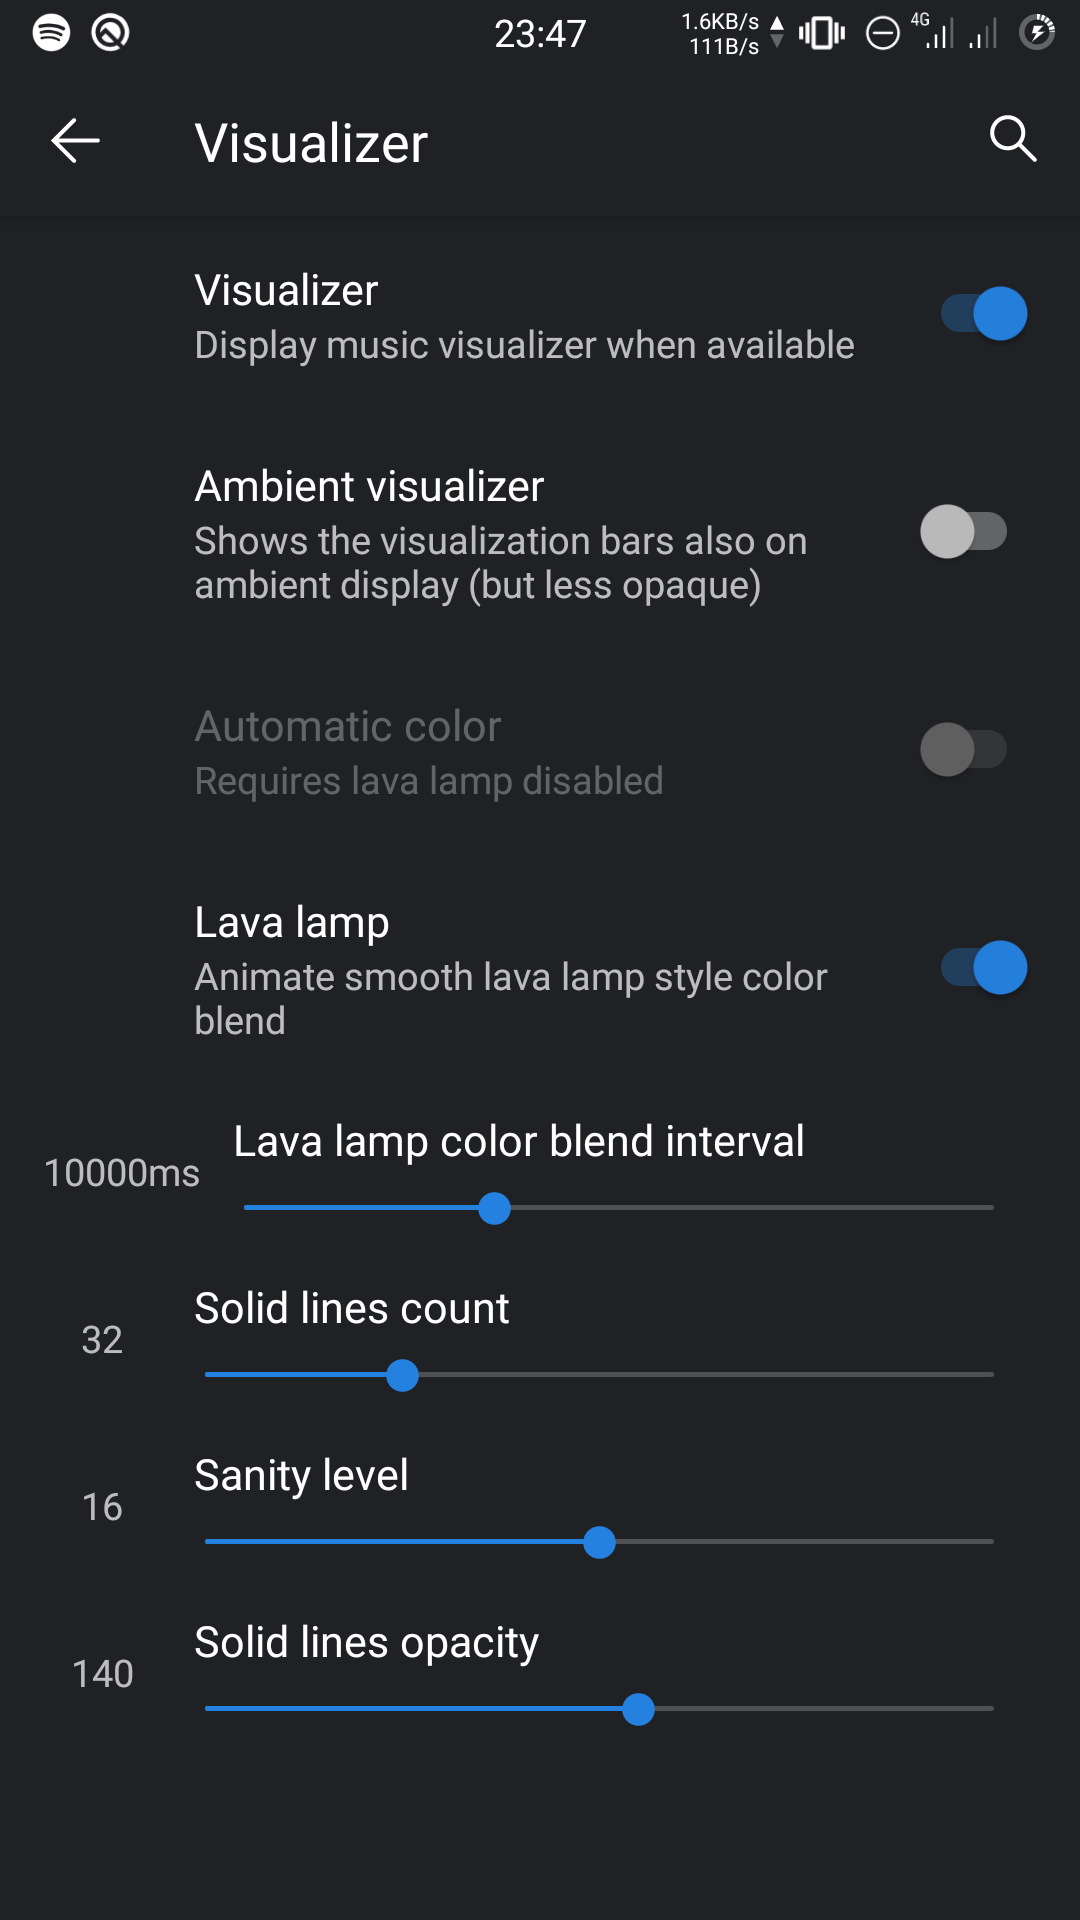 23:47
1.6KB/s
111B/s
4G
Visualizer
Visualizer
Display music visualizer when available
Ambient visualizer
Shows the visualization bars also on
ambient display (but less opaque)
Automatic color
Requires lava lamp disabled
Lava lamp
Animate smooth lava lamp style color
blend
Lava lamp color blend interval
10000ms
Solid lines count
32
Sanity level
16
Solid lines opacity
140